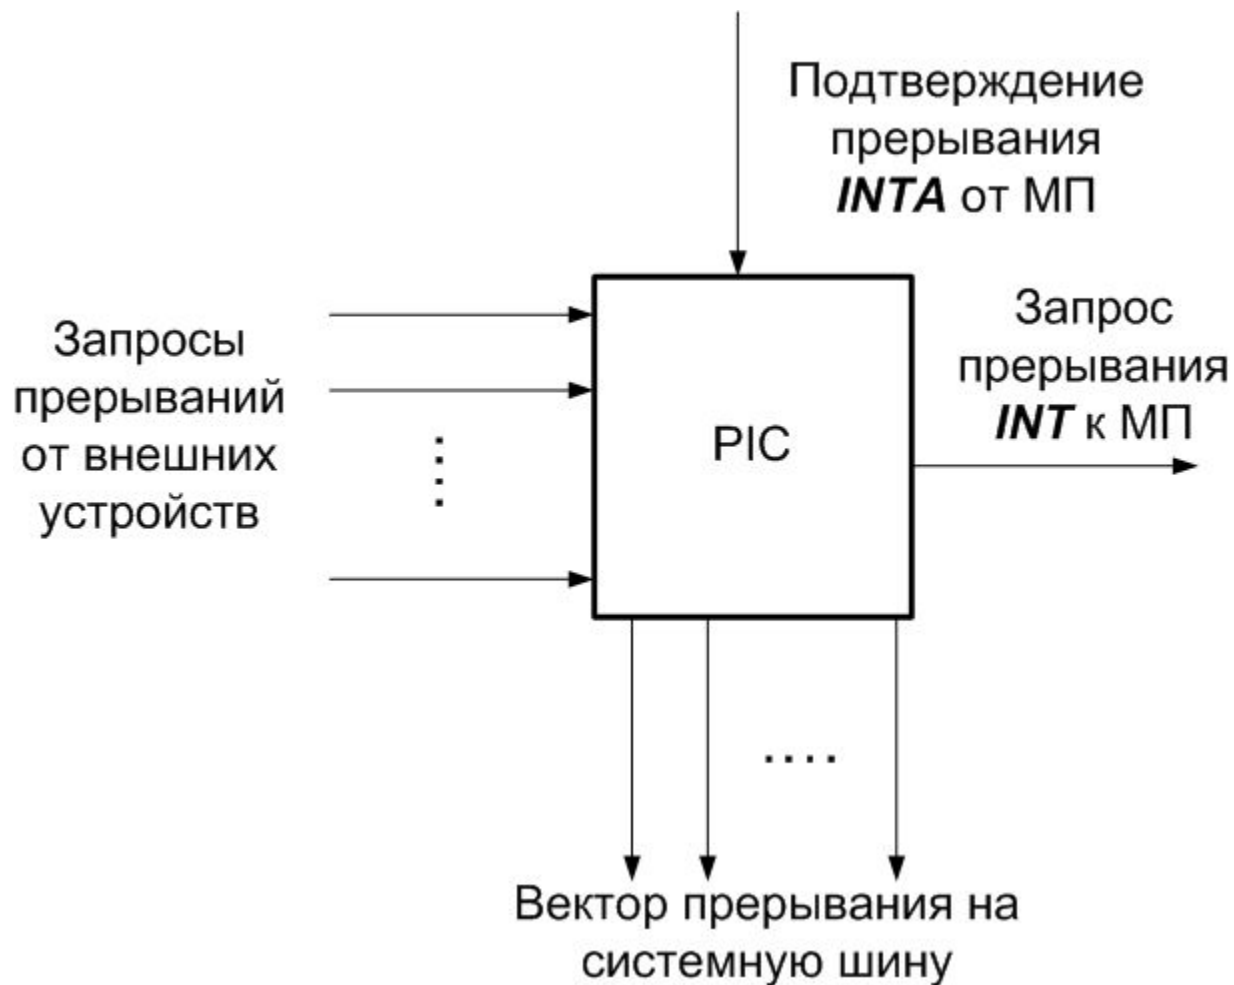 Подтверждение
прерывания
INTA от МП
Запросы
прерываний
от внешних
устройств
PIC
Запрос
прерывания
INT к МП
Вектор прерывания на
системную шину